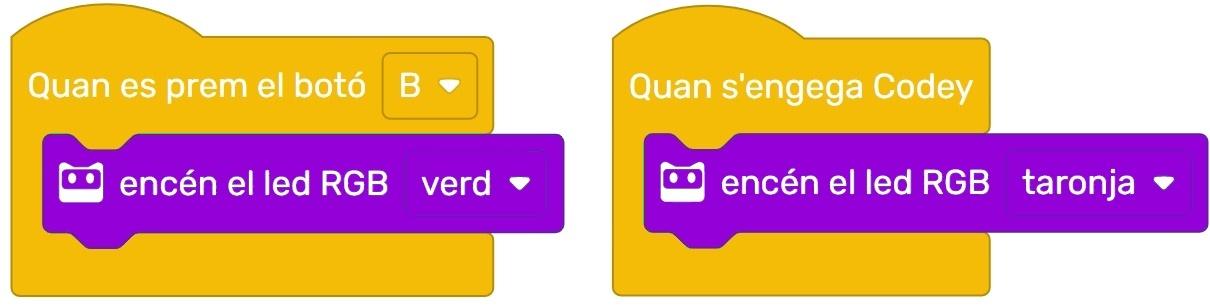 Quan es prem el botó B
encén el led RGB verd
Quan s'engega Codey
encén el led RGB taronja